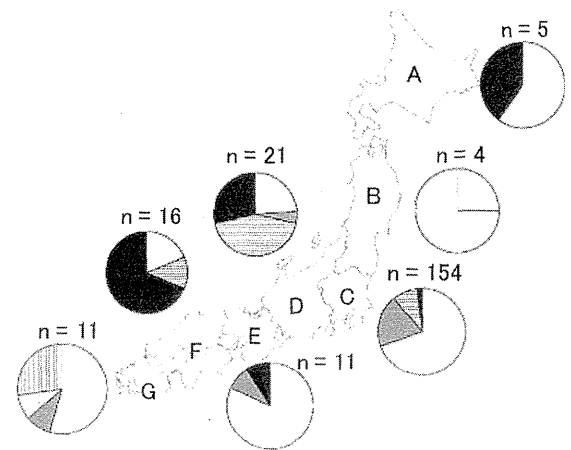 n = 5
A
n = 4
n = 21
B
n = 16
n = 154
C
D
n = 11
E
F
n = 11
G